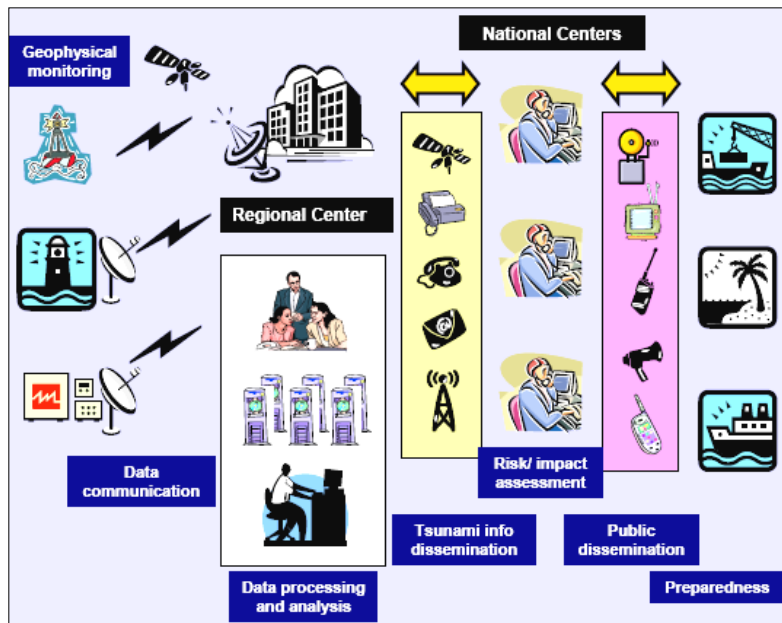 National Centers
Geophysical
monitoring
Regional Center
Data
communication
Risk/ impact
assessment
Tsunami info
dissemination
Public
dissemination
Data processing
and analysis
Preparedness